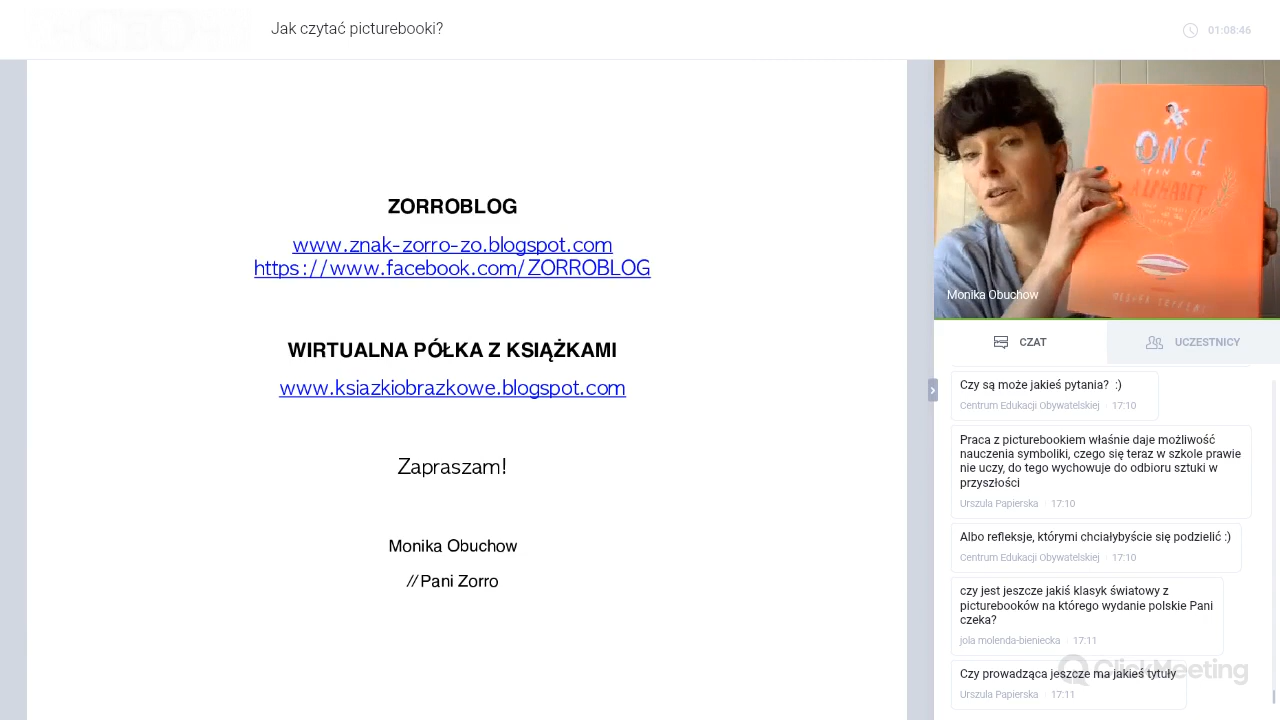 Jak czytać picturebooki?
01:08:46
ZORROBLOG
www.znak-zorro-zo.blogspot.com
https://www.facebook.com/ZORROBLOG
WIRTUALNA PÓŁKA Z KSIĄŻKAMI
www.ksiazkiobrazkowe.blogspot.com
Zapraszam!
Monika Obuchow
//Pani Zorro
ONCE
ALPHABET
Monika Obuchow
CZAT
UCZESTNICY
Czy są może jakieś pytania? :)
Centrum Edukacji Obywatelskiej · 17:10
Praca z picturebookiem właśnie daje możliwość
nauczenia symboliki, czego się teraz w szkole prawie
nie uczy, do tego wychowuje do odbioru sztuki w
przyszłości
Urszula Papierska · 17:10
Albo refleksje, którymi chciałybyście się podzielić :)
Centrum Edukacji Obywatelskiej · 17:10
czy jest jeszcze jakiś klasyk światowy z
picturebooków na którego wydanie polskie Pani
czeka?
jola molenda-bieniecka · 17:11
Czy prowadząca jeszcze ma jakieś tytuły
Urszula Papierska · 17:11
ClickMeeting